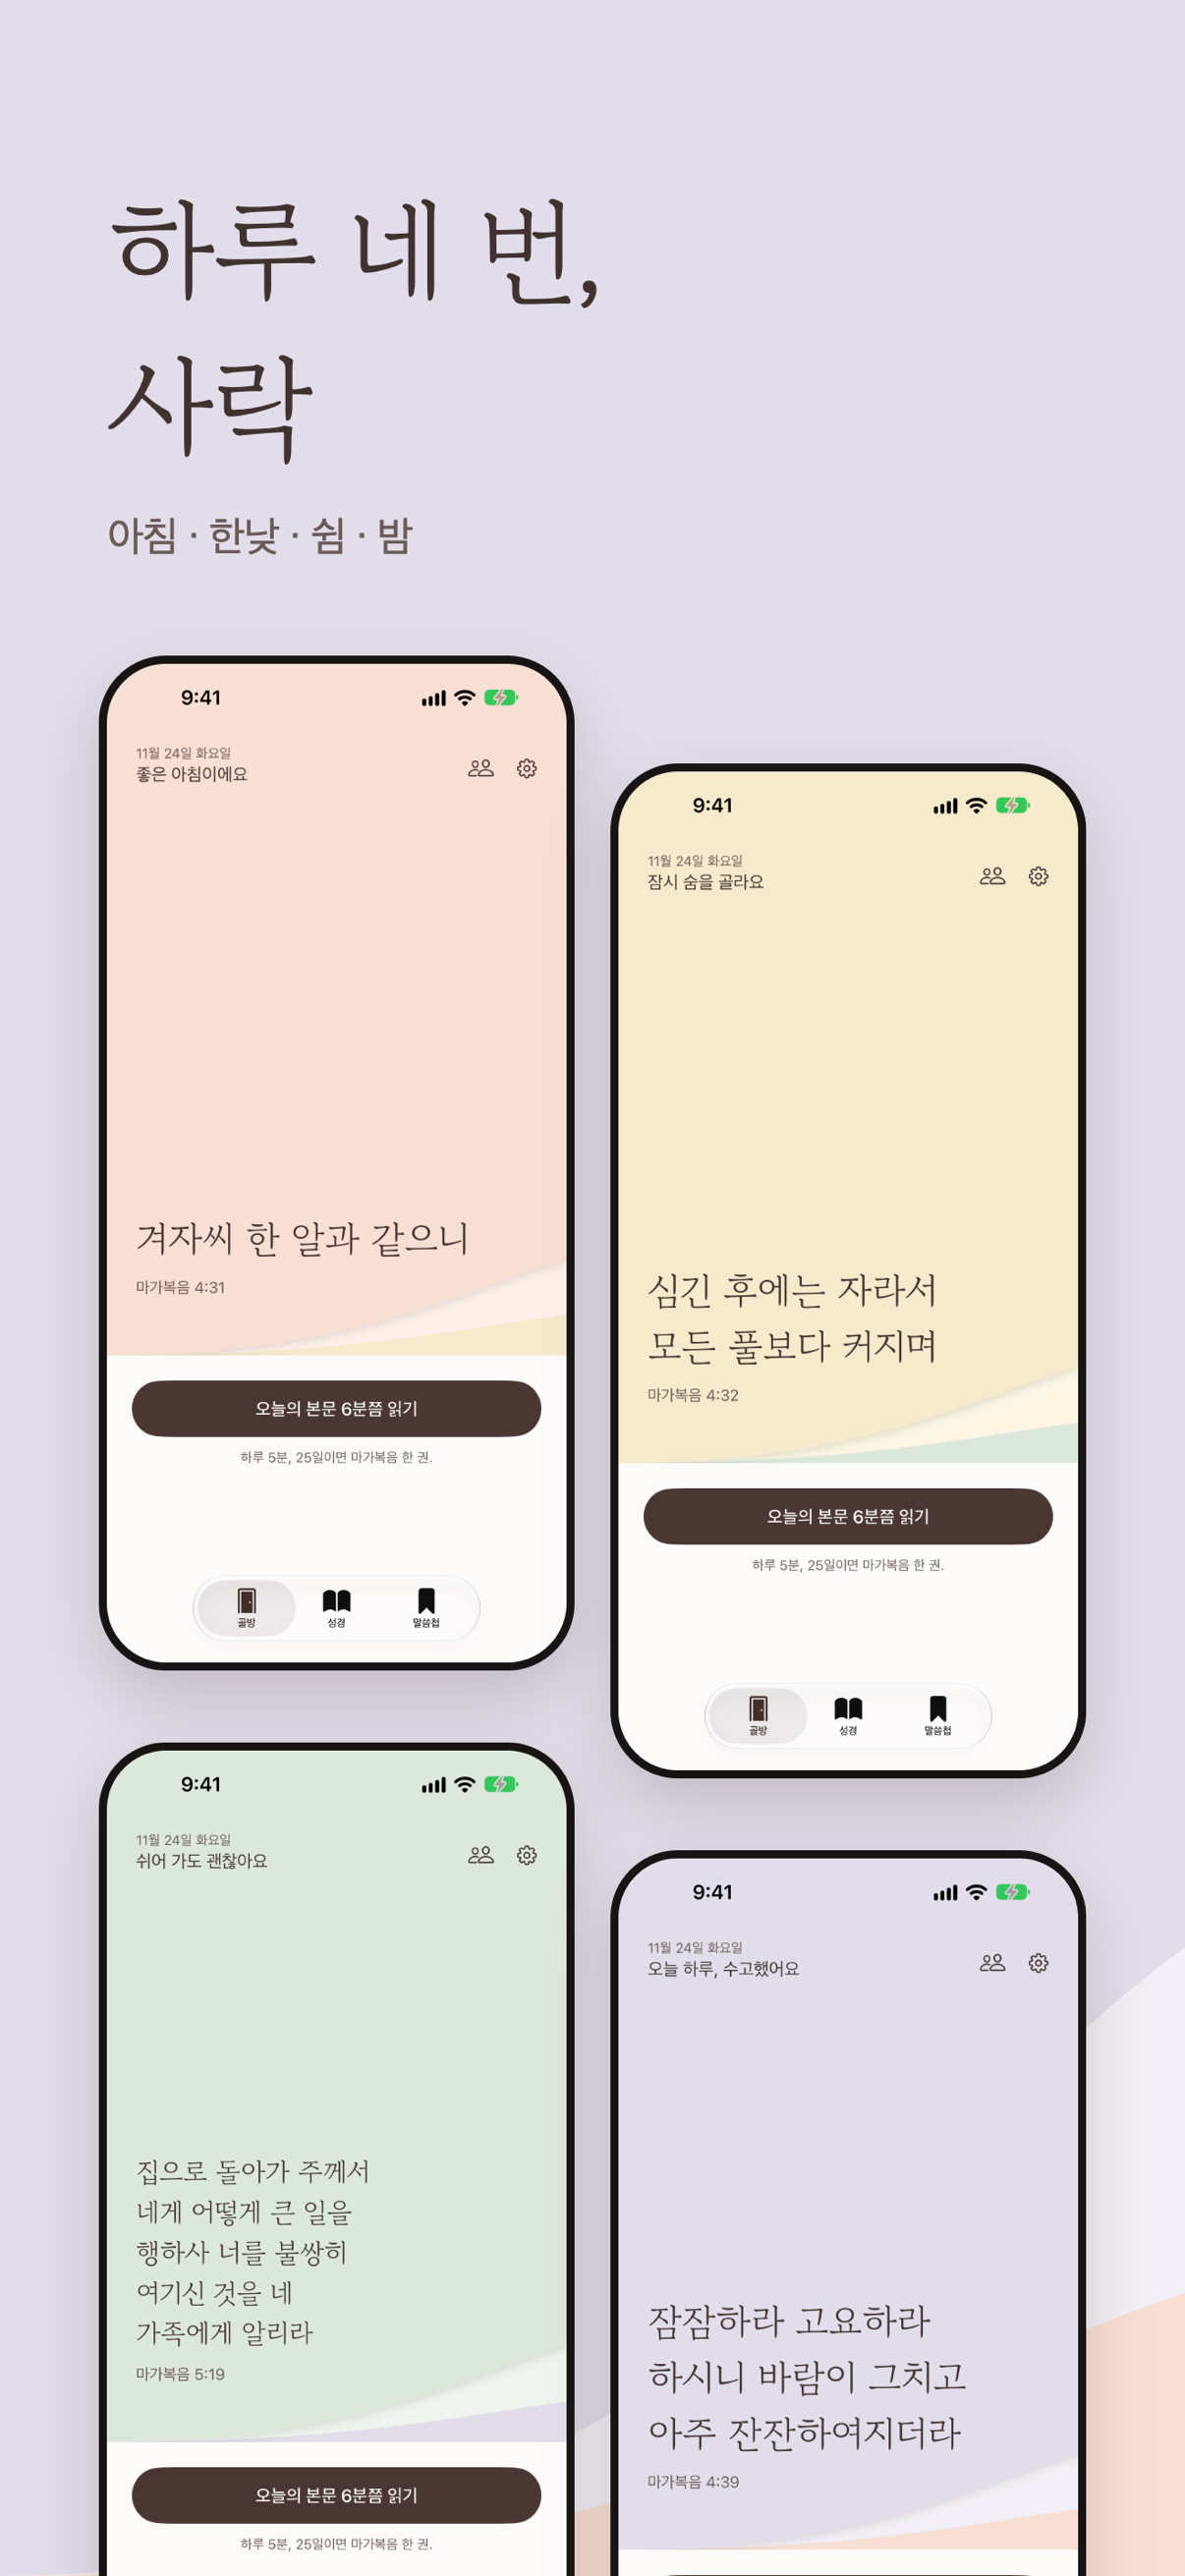 하루 네 번,
사락
아침 · 한낮 · 쉼 · 밤
9:41
11월 24일 화요일
좋은 아침이에요
겨자씨 한 알과 같으니
마가복음 4:31
오늘의 본문 6분쯤 읽기
하루 5분, 25일이면 마가복음 한 권.
골방
성경
말씀첩
9:41
11월 24일 화요일
잠시 숨을 골라요
심긴 후에는 자라서
모든 풀보다 커지며
마가복음 4:32
오늘의 본문 6분쯤 읽기
하루 5분, 25일이면 마가복음 한 권.
골방
성경
말씀첩
9:41
11월 24일 화요일
쉬어 가도 괜찮아요
집으로 돌아가 주께서
네게 어떻게 큰 일을
행하사 너를 불쌍히
여기신 것을 네
가족에게 알리라
마가복음 5:19
오늘의 본문 6분쯤 읽기
하루 5분, 25일이면 마가복음 한 권.
9:41
11월 24일 화요일
오늘 하루, 수고했어요
잠잠하라 고요하라
하시니 바람이 그치고
아주 잔잔하여지더라
마가복음 4:39